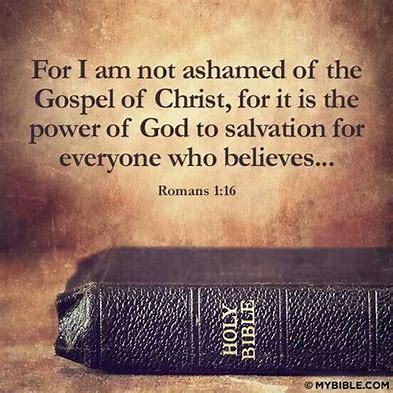 For I am not ashamed of the
Gospel of Christ, for it is the
power of God to salvation for
everyone who believes...
Romans 1:16
HOLY
BIBLE
© MYBIBLE.COM